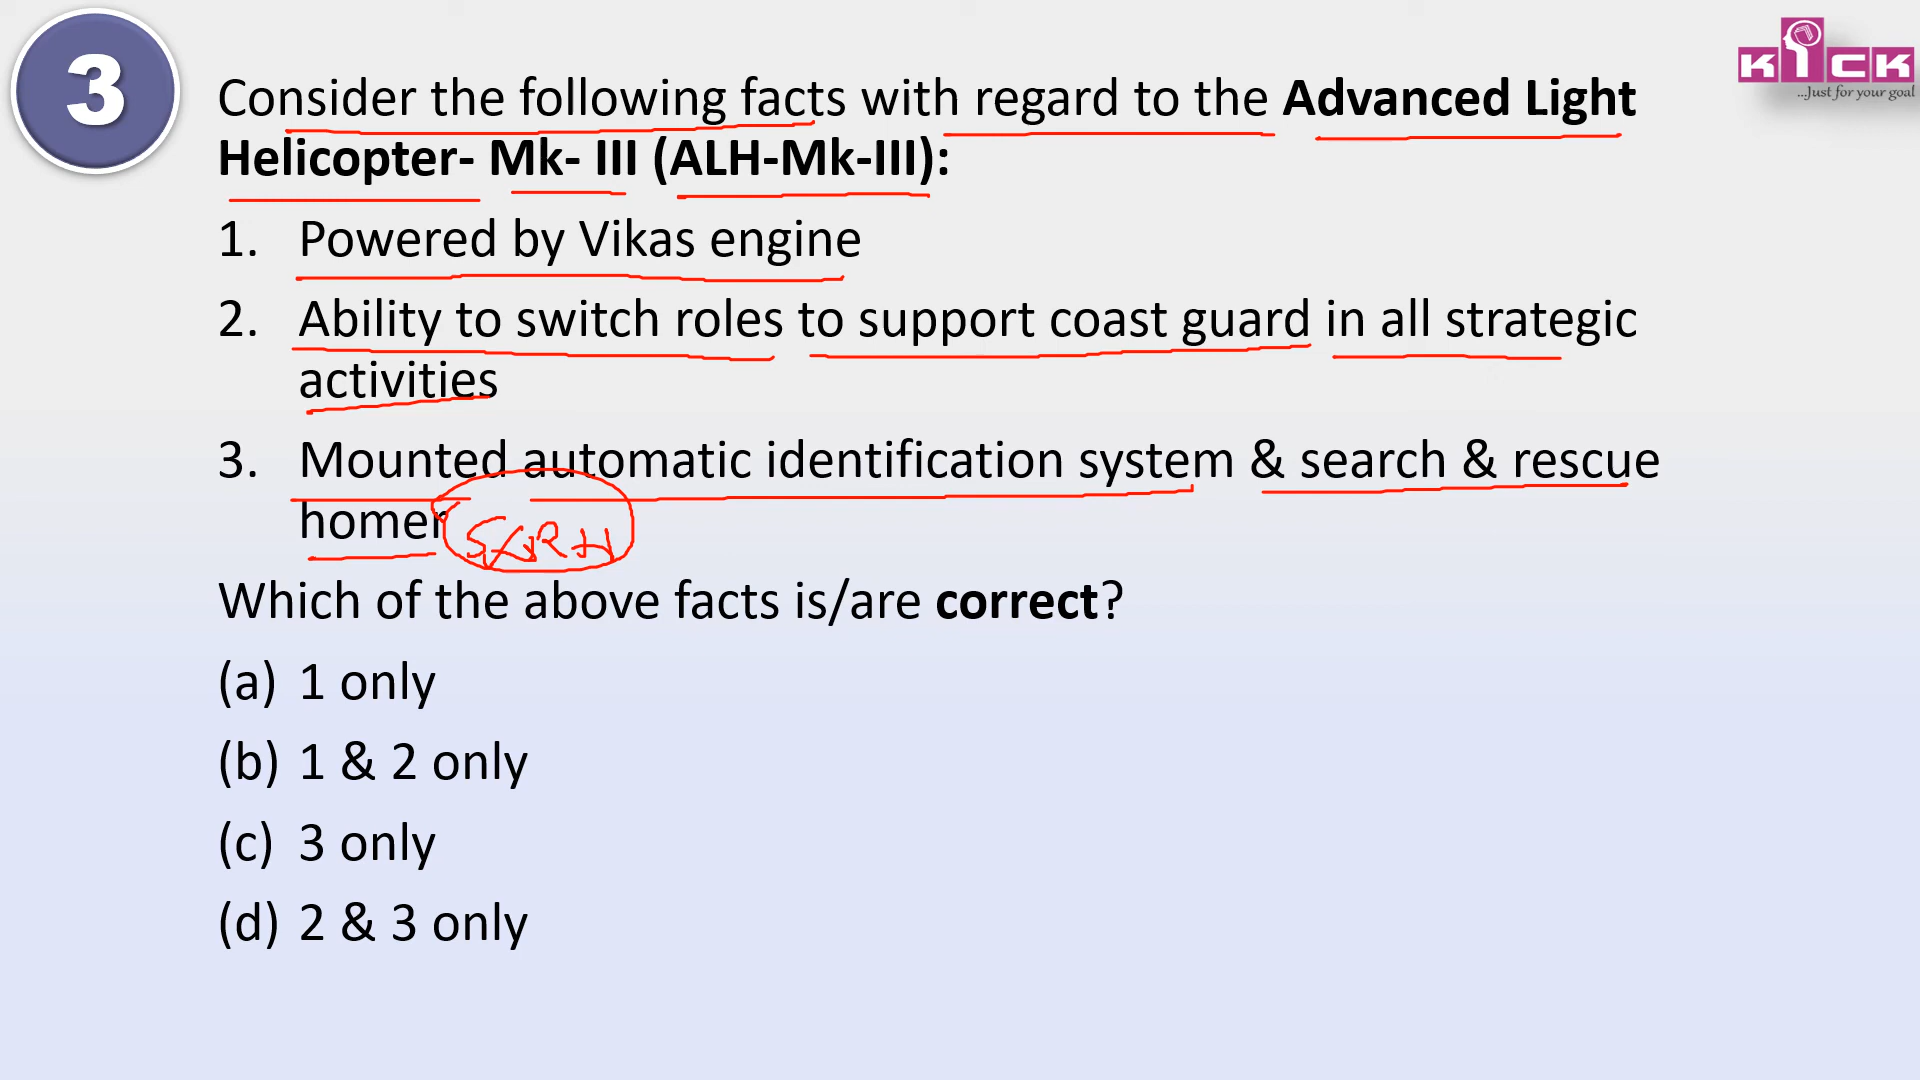 3
KICK
...Just for your goal
Consider the following facts with regard to the Advanced Light
Helicopter- Mk- III (ALH-Mk-III):
1. Powered by Vikas engine
2. Ability to switch roles to support coast guard in all strategic
activities
3. Mounted automatic identification system & search & rescue
homer
S&RH
Which of the above facts is/are correct?
(a) 1 only
(b) 1 & 2 only
(c) 3 only
(d) 2 & 3 only